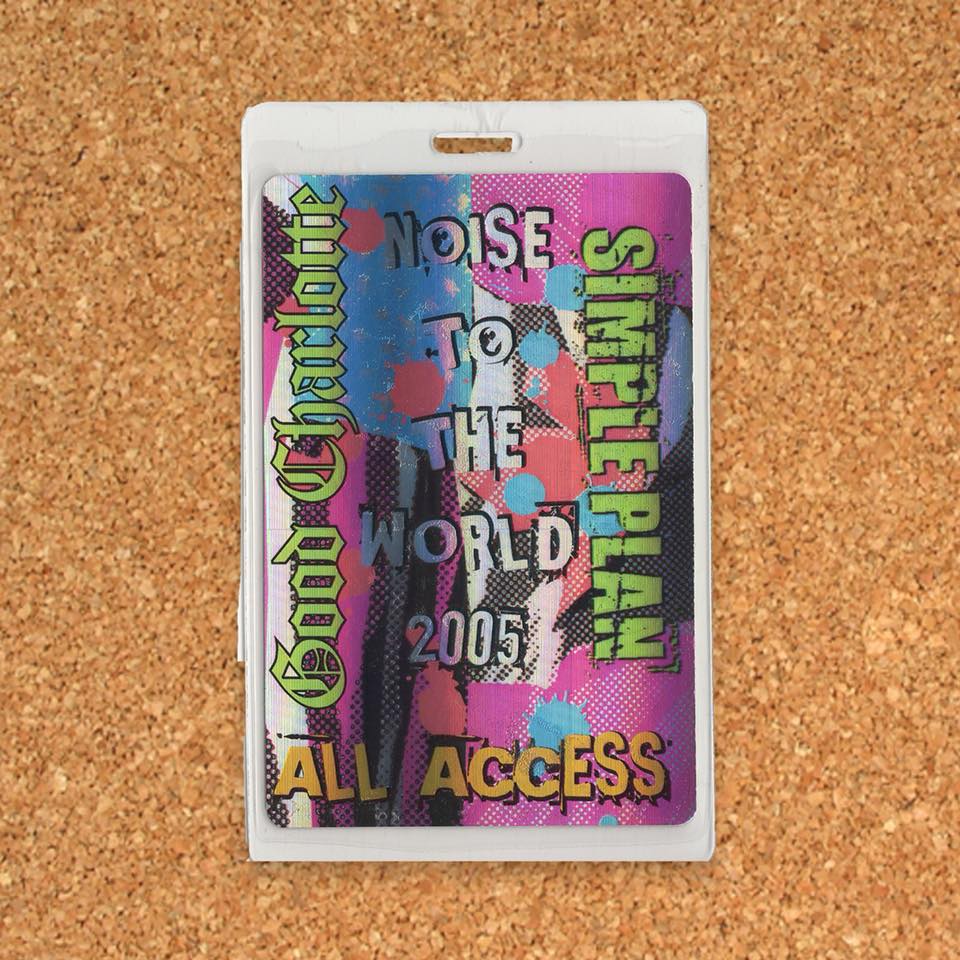 Good Charlotte
NOISE
TO
THE
WORLD
2005
SIMPLE PLAN
ALL ACCESS